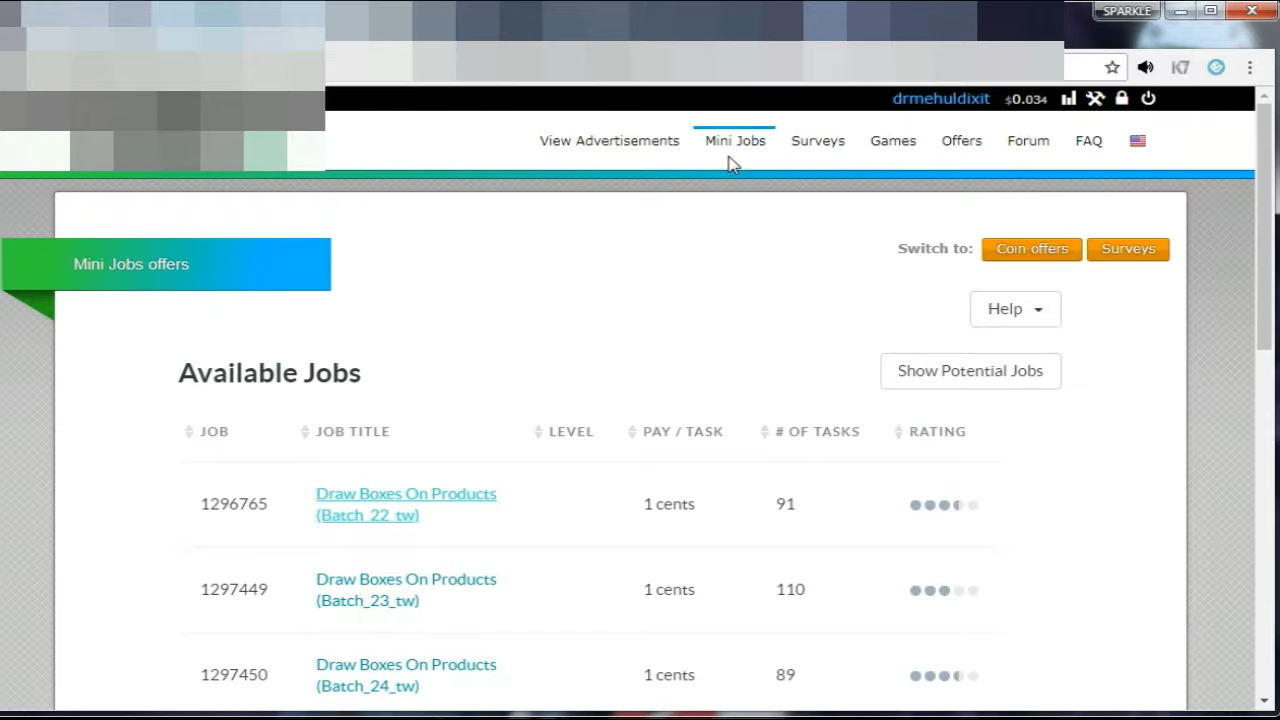 SPARKLE
K7
drmehuldixit $0.034
View Advertisements Mini Jobs Surveys Games Offers Forum FAQ
Mini Jobs offers
Switch to: Coin offers Surveys
Help
Available Jobs
Show Potential Jobs
JOB JOB TITLE LEVEL PAY / TASK # OF TASKS RATING
1296765 Draw Boxes On Products 1 cents 91
(Batch_22_tw)
1297449 Draw Boxes On Products 1 cents 110
(Batch_23_tw)
1297450 Draw Boxes On Products 1 cents 89
(Batch_24_tw)